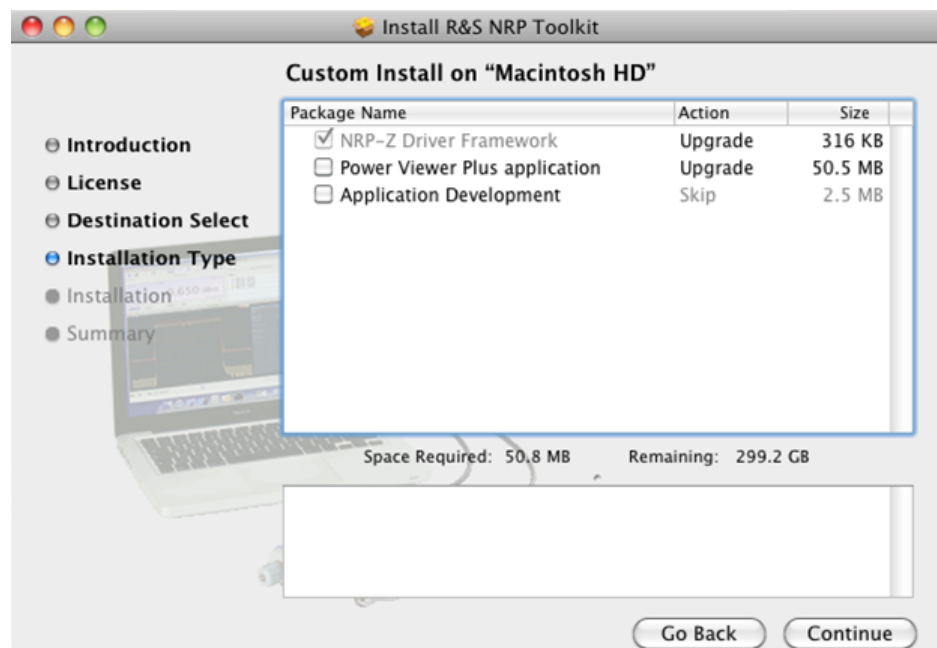 Install R&S NRP Toolkit
Custom Install on “Macintosh HD”
Introduction
License
Destination Select
Installation Type
Installation
Summary
Package Name Action Size
NRP-Z Driver Framework Upgrade 316 KB
Power Viewer Plus application Upgrade 50.5 MB
Application Development Skip 2.5 MB
Space Required: 50.8 MB Remaining: 299.2 GB
Go Back Continue